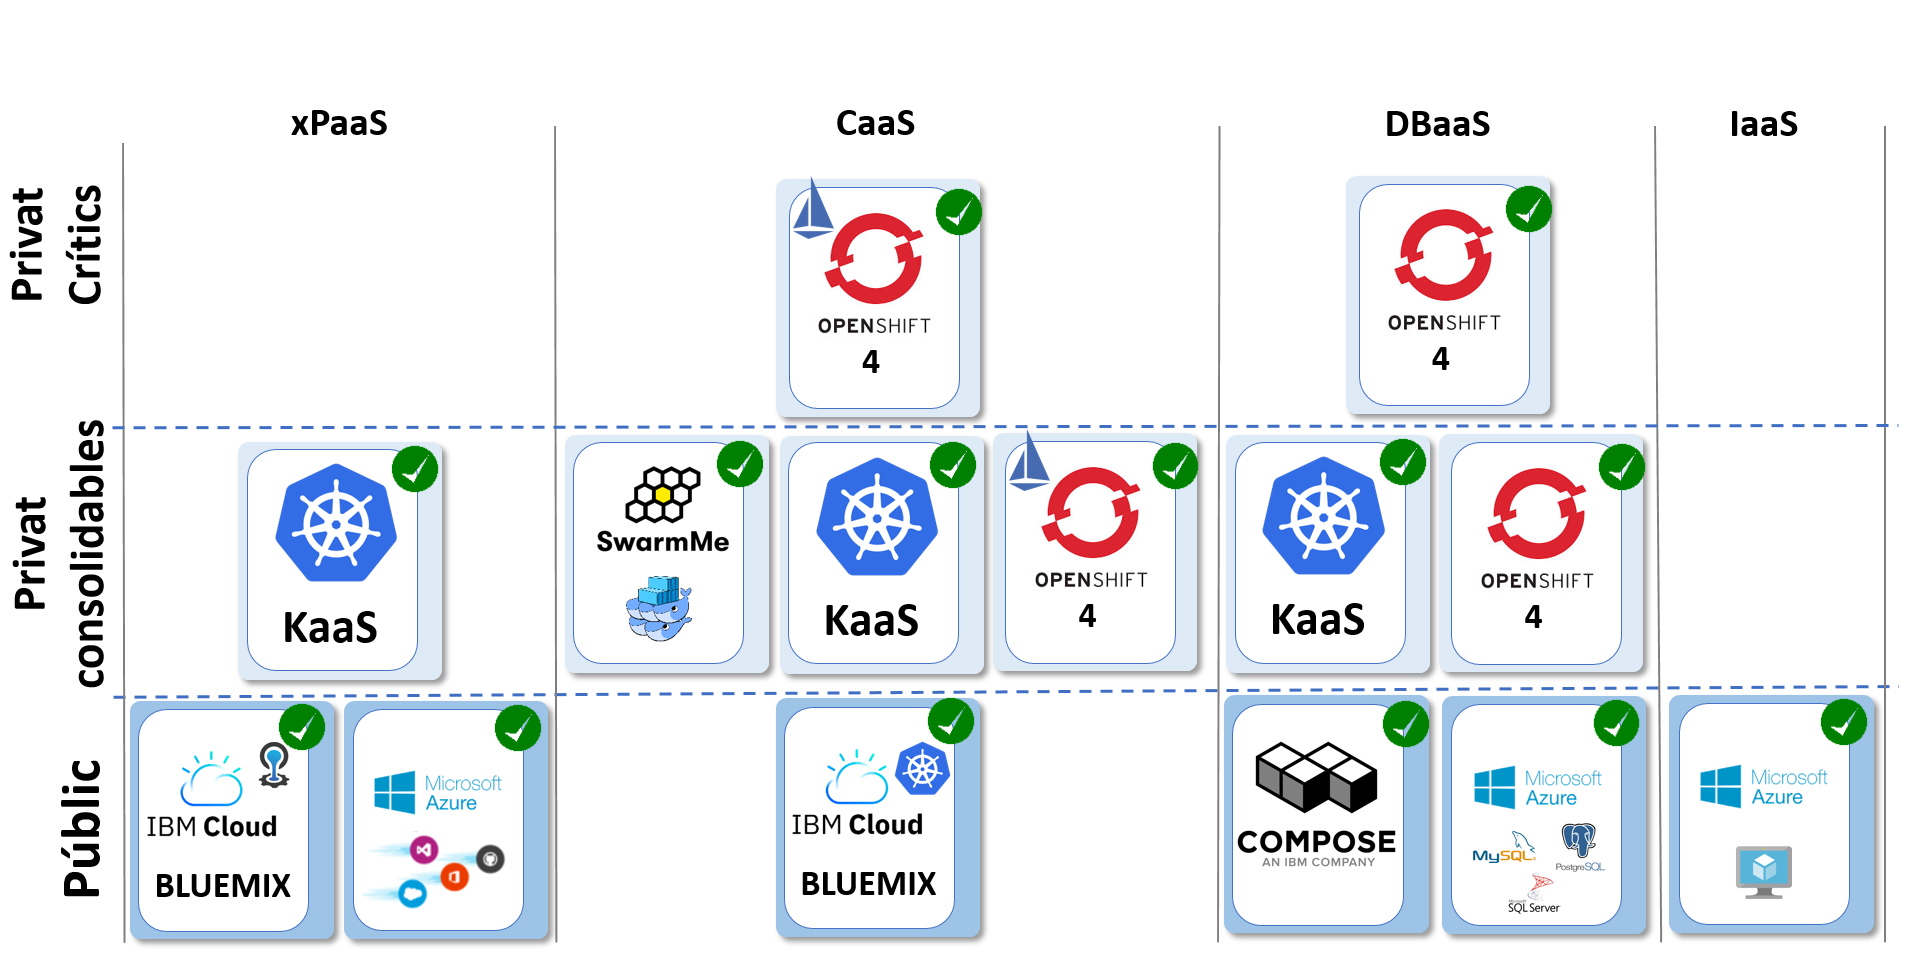 xPaaS
CaaS
DBaaS
IaaS
Privat
Crítics
OPENSHIFT
4
OPENSHIFT
4
Privat
consolidables
KaaS
SwarmMe
KaaS
OPENSHIFT
4
KaaS
OPENSHIFT
4
Públic
IBM Cloud
BLUEMIX
Microsoft
Azure
IBM Cloud
BLUEMIX
COMPOSE
AN IBM COMPANY
Microsoft
Azure
MySQL
PostgreSQL
SQL Server
Microsoft
Azure